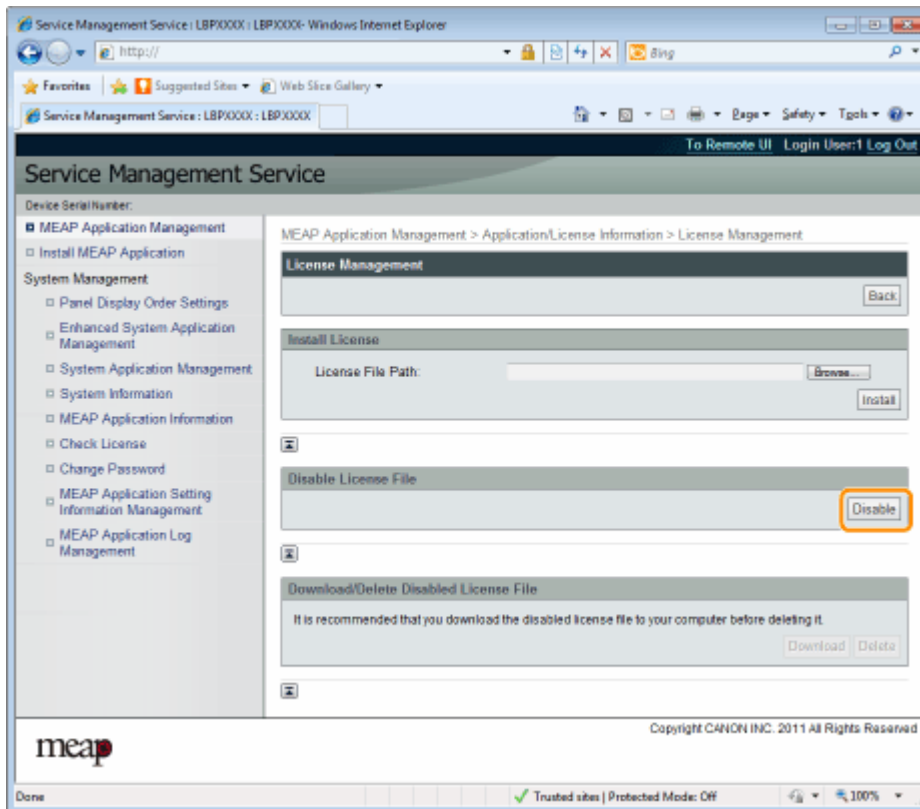 Service Management Service : LBPXXXX : LBPXXXX- Windows Internet Explorer
http://
Bing
Favorites Suggested Sites Web Slice Gallery
Service Management Service : LBPXXXX : LBPXXXX
Page Safety Tools
To Remote UI Login User:1 Log Out
Service Management Service
Device Serial Number:
MEAP Application Management
Install MEAP Application
System Management
Panel Display Order Settings
Enhanced System Application
Management
System Application Management
System Information
MEAP Application Information
Check License
Change Password
MEAP Application Setting
Information Management
MEAP Application Log
Management
MEAP Application Management > Application/License Information > License Management
License Management
Back
Install License
License File Path:
Browse...
Install
Disable License File
Disable
Download/Delete Disabled License File
It is recommended that you download the disabled license file to your computer before deleting it.
Download Delete
meap
Copyright CANON INC. 2011 All Rights Reserved
Done
Trusted sites | Protected Mode: Off
100%